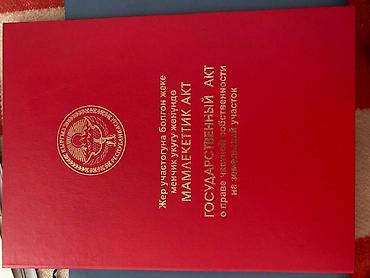 Жер участогуна болгон жеке
менчик укугу жөнүндө
МАМЛЕКЕТТИК АКТ
ГОСУДАРСТВЕННЫЙ АКТ
о праве частной собственности
на земельный участок